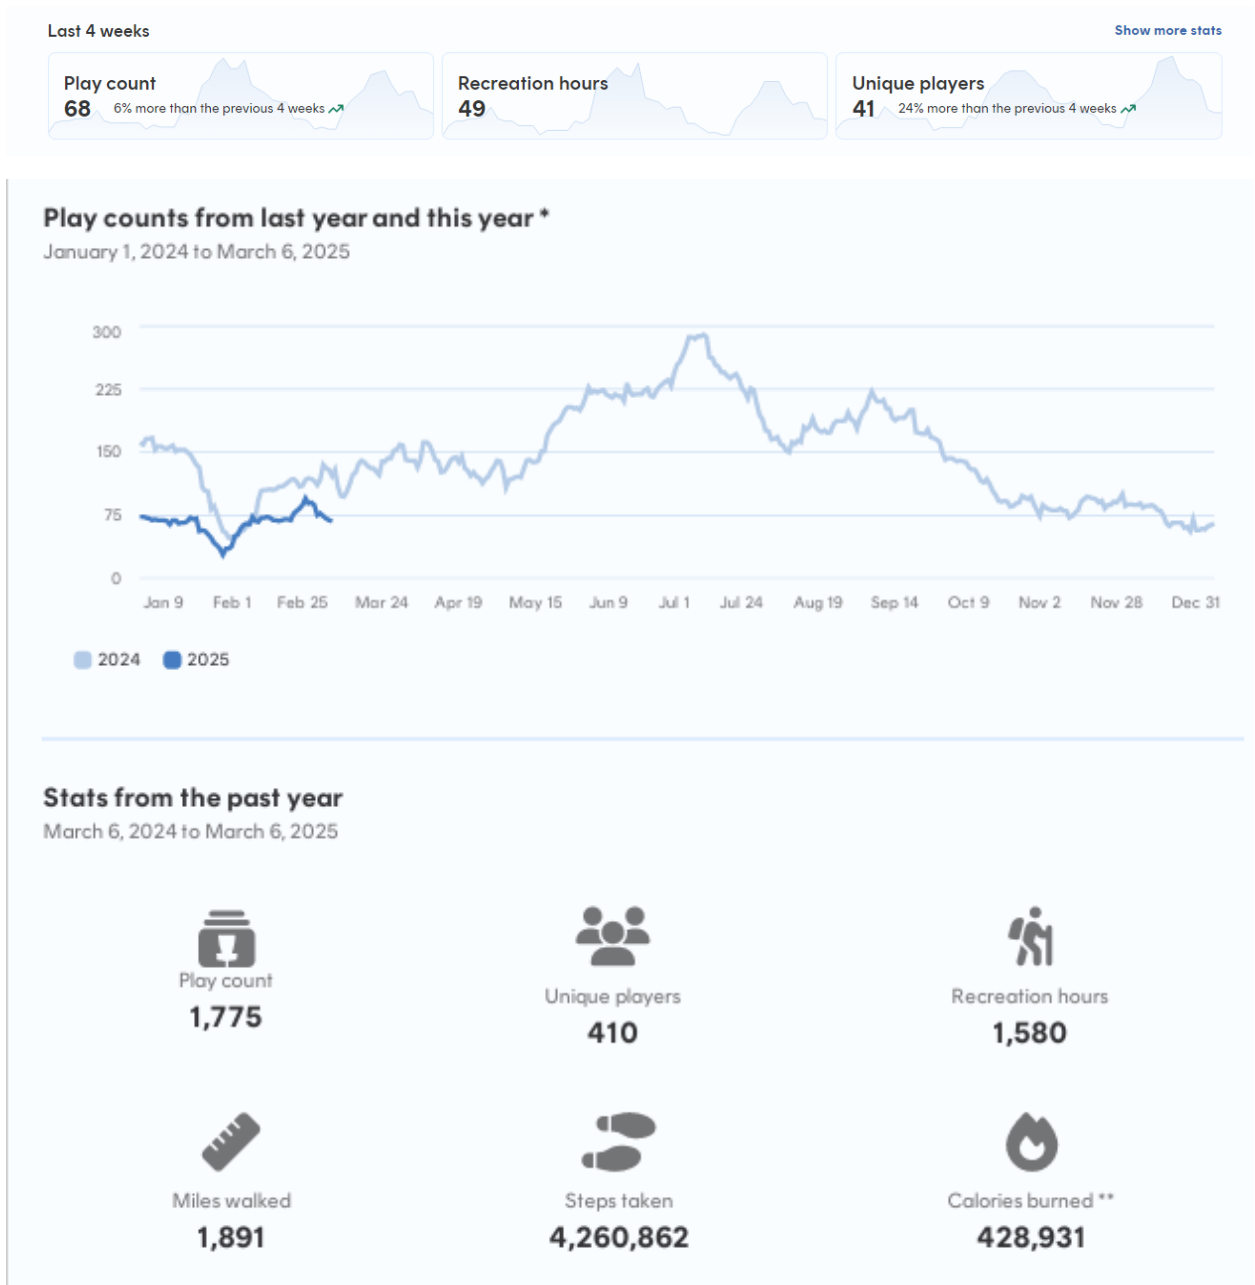 Last 4 weeks
Show more stats
Play count
68 6% more than the previous 4 weeks
Recreation hours
49
Unique players
41 24% more than the previous 4 weeks
Play counts from last year and this year *
January 1, 2024 to March 6, 2025
300
225
150
75
0
Jan 9 Feb 1 Feb 25 Mar 24 Apr 19 May 15 Jun 9 Jul 1 Jul 24 Aug 19 Sep 14 Oct 9 Nov 2 Nov 28 Dec 31
2024 2025
Stats from the past year
March 6, 2024 to March 6, 2025
Play count
1,775
Unique players
410
Recreation hours
1,580
Miles walked
1,891
Steps taken
4,260,862
Calories burned **
428,931